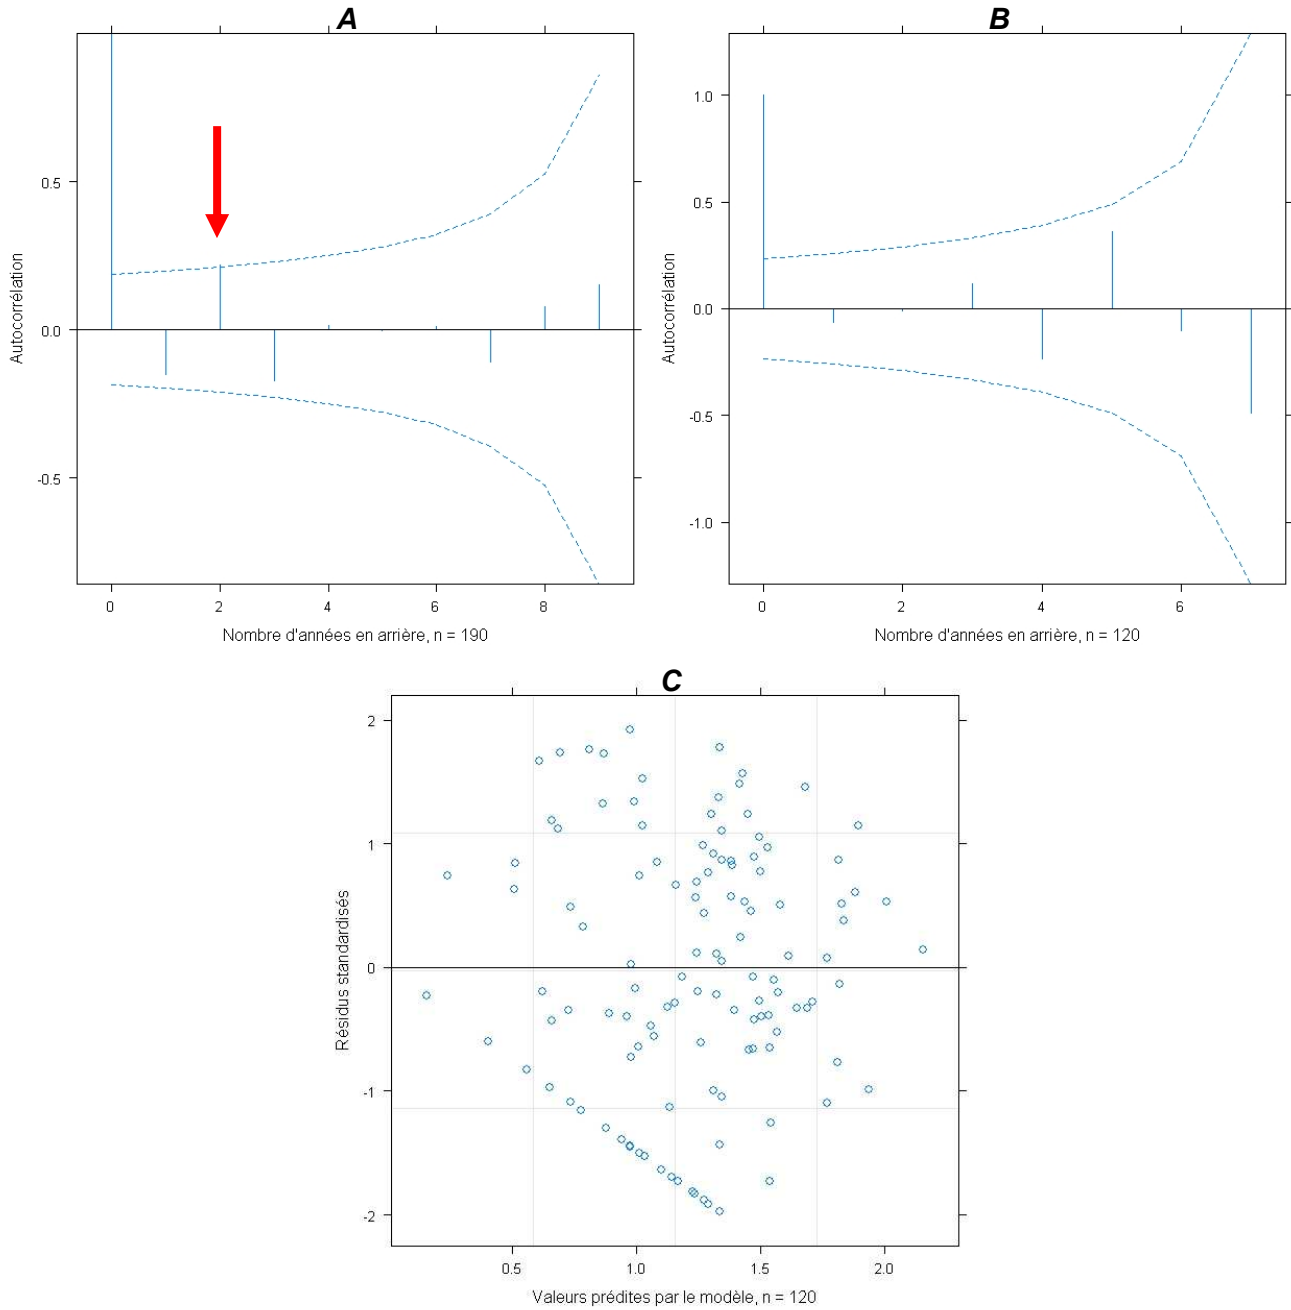 A
0.5
0.0
-0.5
Autocorrélation
0
2
4
6
8
Nombre d'années en arrière, n = 190
B
1.0
0.5
0.0
-0.5
-1.0
Autocorrélation
0
2
4
6
Nombre d'années en arrière, n = 120
C
2
1
0
-1
-2
Résidus standardisés
0.5
1.0
1.5
2.0
Valeurs prédites par le modèle, n = 120